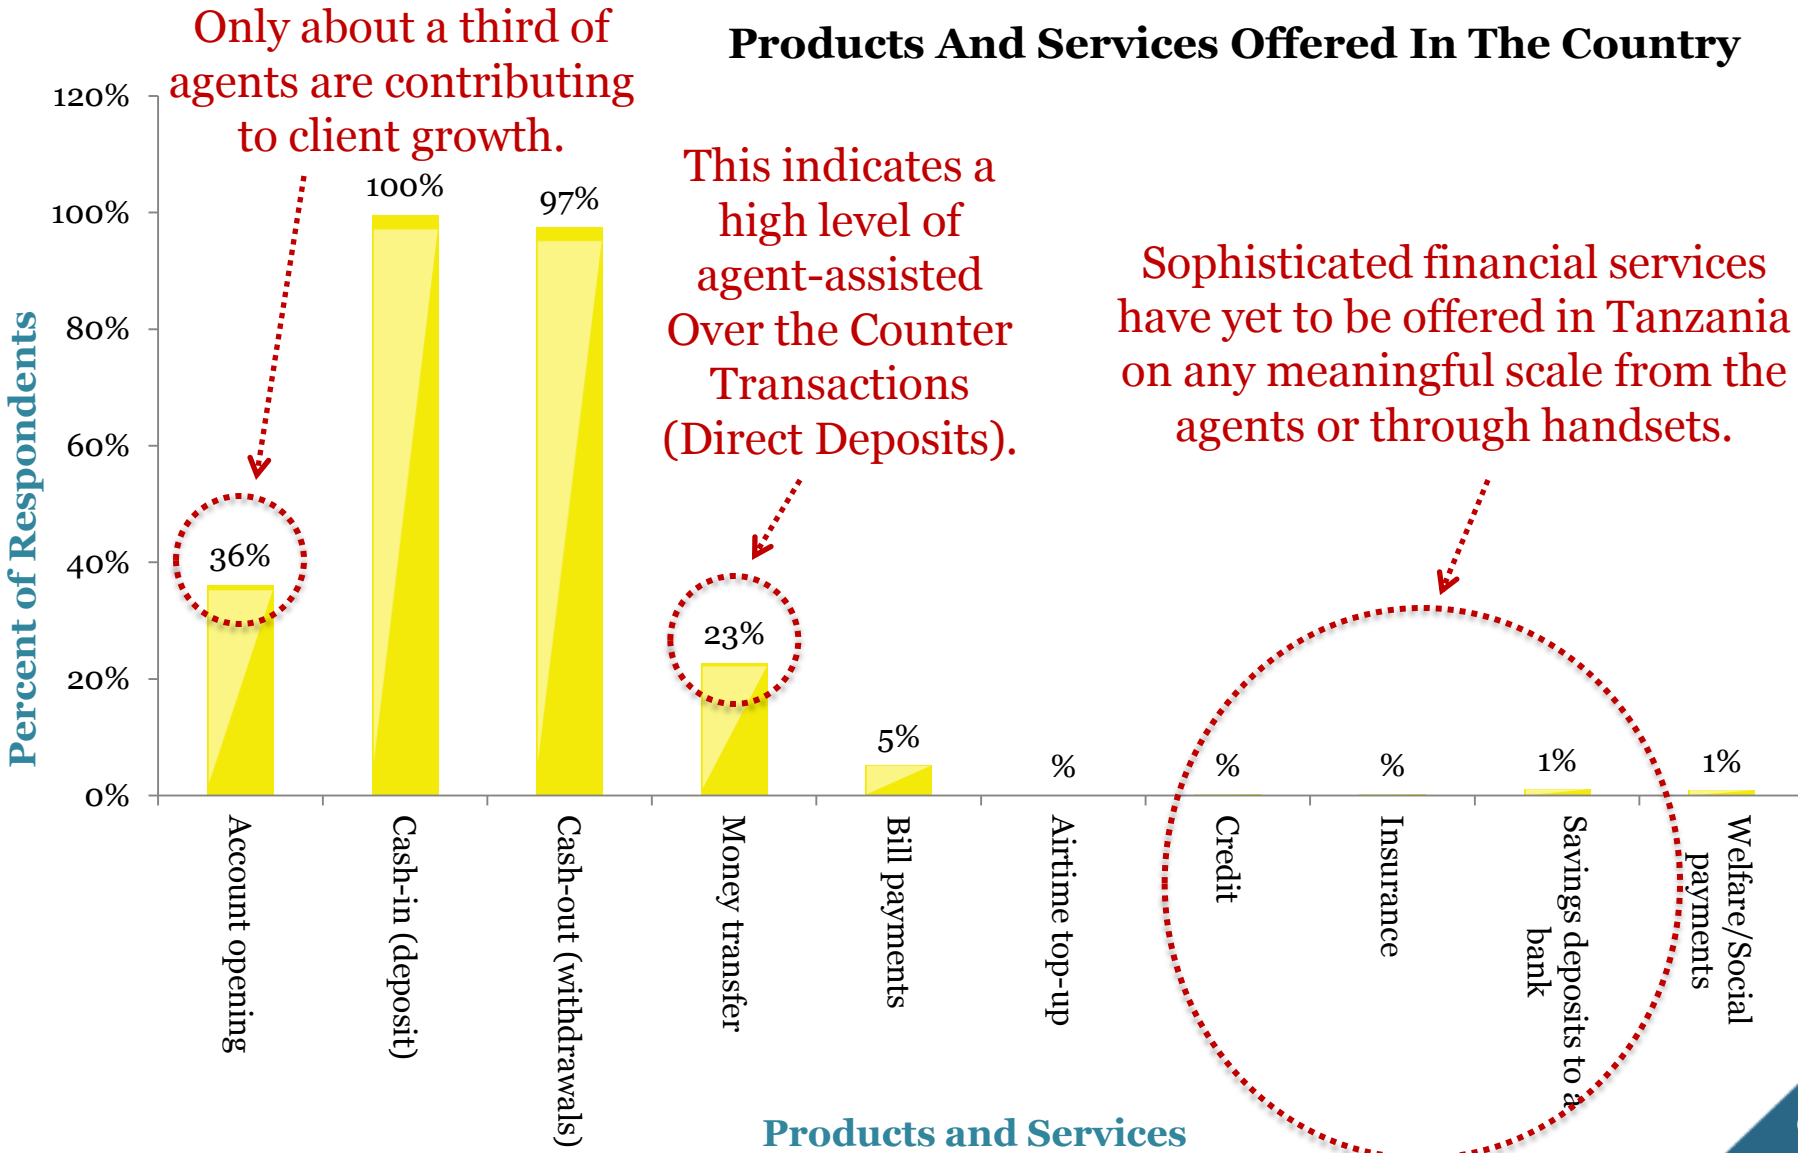 Products And Services Offered In The Country
Only about a third of
agents are contributing
to client growth.
This indicates a
high level of
agent-assisted
Over the Counter
Transactions
(Direct Deposits).
Sophisticated financial services
have yet to be offered in Tanzania
on any meaningful scale from the
agents or through handsets.
Percent of Respondents
120%
100%
80%
60%
40%
20%
0%
36%
100%
97%
23%
5%
%
%
%
1%
1%
Account opening
Cash-in (deposit)
Cash-out (withdrawals)
Money transfer
Bill payments
Airtime top-up
Credit
Insurance
Savings deposits to a
bank
Welfare/Social
payments
Products and Services